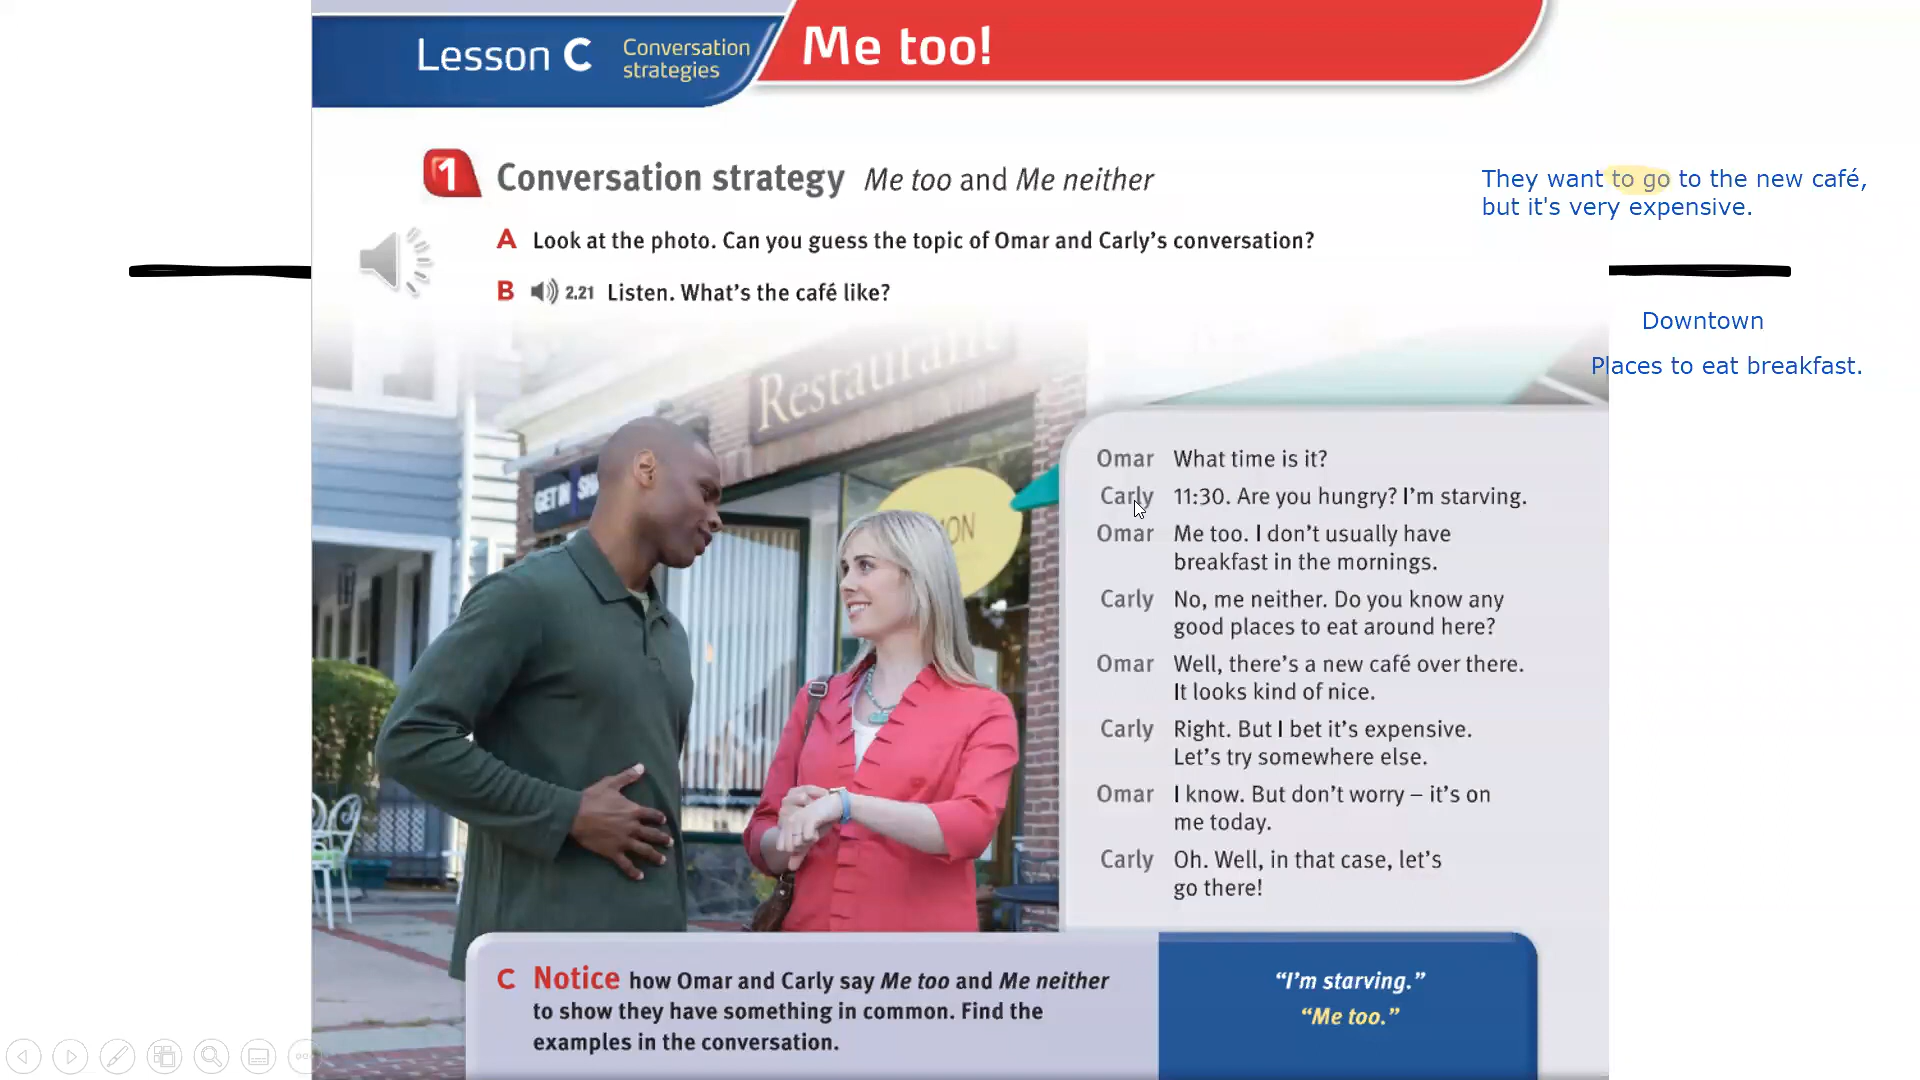 Lesson C Conversation strategies
Me too!
1 Conversation strategy Me too and Me neither
A Look at the photo. Can you guess the topic of Omar and Carly's conversation?
B 2.21 Listen. What's the café like?
They want to go to the new café,
but it's very expensive.
Downtown
Places to eat breakfast.
Restaurant
GET IN
ON
Omar What time is it?
Carly 11:30. Are you hungry? I'm starving.
Omar Me too. I don't usually have
breakfast in the mornings.
Carly No, me neither. Do you know any
good places to eat around here?
Omar Well, there's a new café over there.
It looks kind of nice.
Carly Right. But I bet it's expensive.
Let's try somewhere else.
Omar I know. But don't worry – it's on
me today.
Carly Oh. Well, in that case, let's
go there!
C Notice how Omar and Carly say Me too and Me neither
to show they have something in common. Find the
examples in the conversation.
“I'm starving.”
“Me too.”